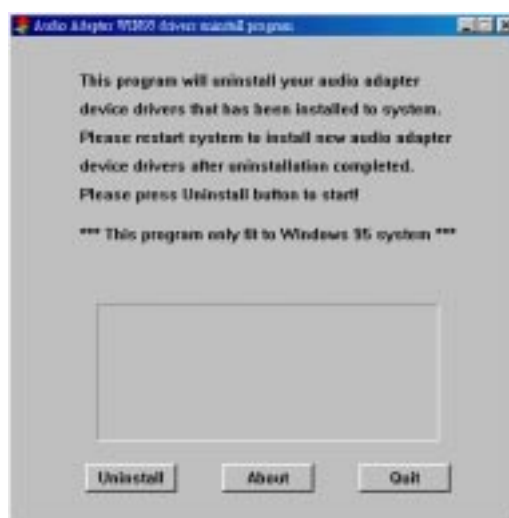 Audio Adapter WIN95 drivers uninstall program
This program will uninstall your audio adapter
device drivers that has been installed to system.
Please restart system to install new audio adapter
device drivers after uninstallation completed.
Please press Uninstall button to start!
*** This program only fit to Windows 95 system ***
Uninstall About Quit